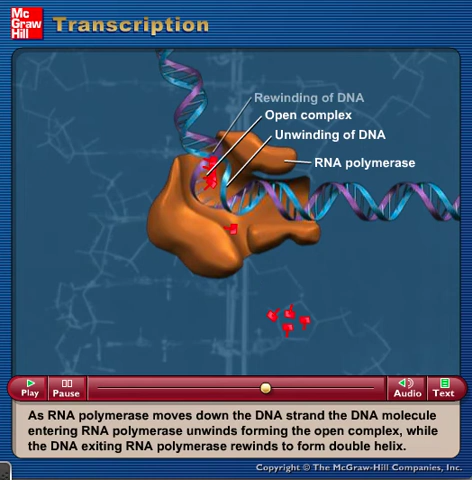 Mc
Graw
Hill
Transcription
Rewinding of DNA
Open complex
Unwinding of DNA
RNA polymerase
Play
Pause
Audio
Text
As RNA polymerase moves down the DNA strand the DNA molecule
entering RNA polymerase unwinds forming the open complex, while
the DNA exiting RNA polymerase rewinds to form double helix.
Copyright © The McGraw-Hill Companies, Inc.